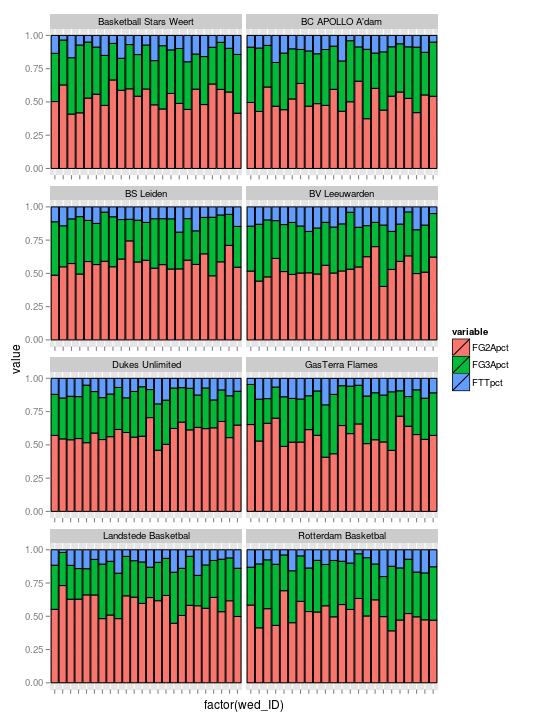 Basketball Stars Weert
BC APOLLO A'dam
1.00
0.75
0.50
0.25
0.00
BS Leiden
BV Leeuwarden
1.00
0.75
0.50
0.25
0.00
Dukes Unlimited
GasTerra Flames
1.00
0.75
0.50
0.25
0.00
Landstede Basketbal
Rotterdam Basketbal
1.00
0.75
0.50
0.25
0.00
value
factor(wed_ID)
variable
FG2Apct
FG3Apct
FTTpct